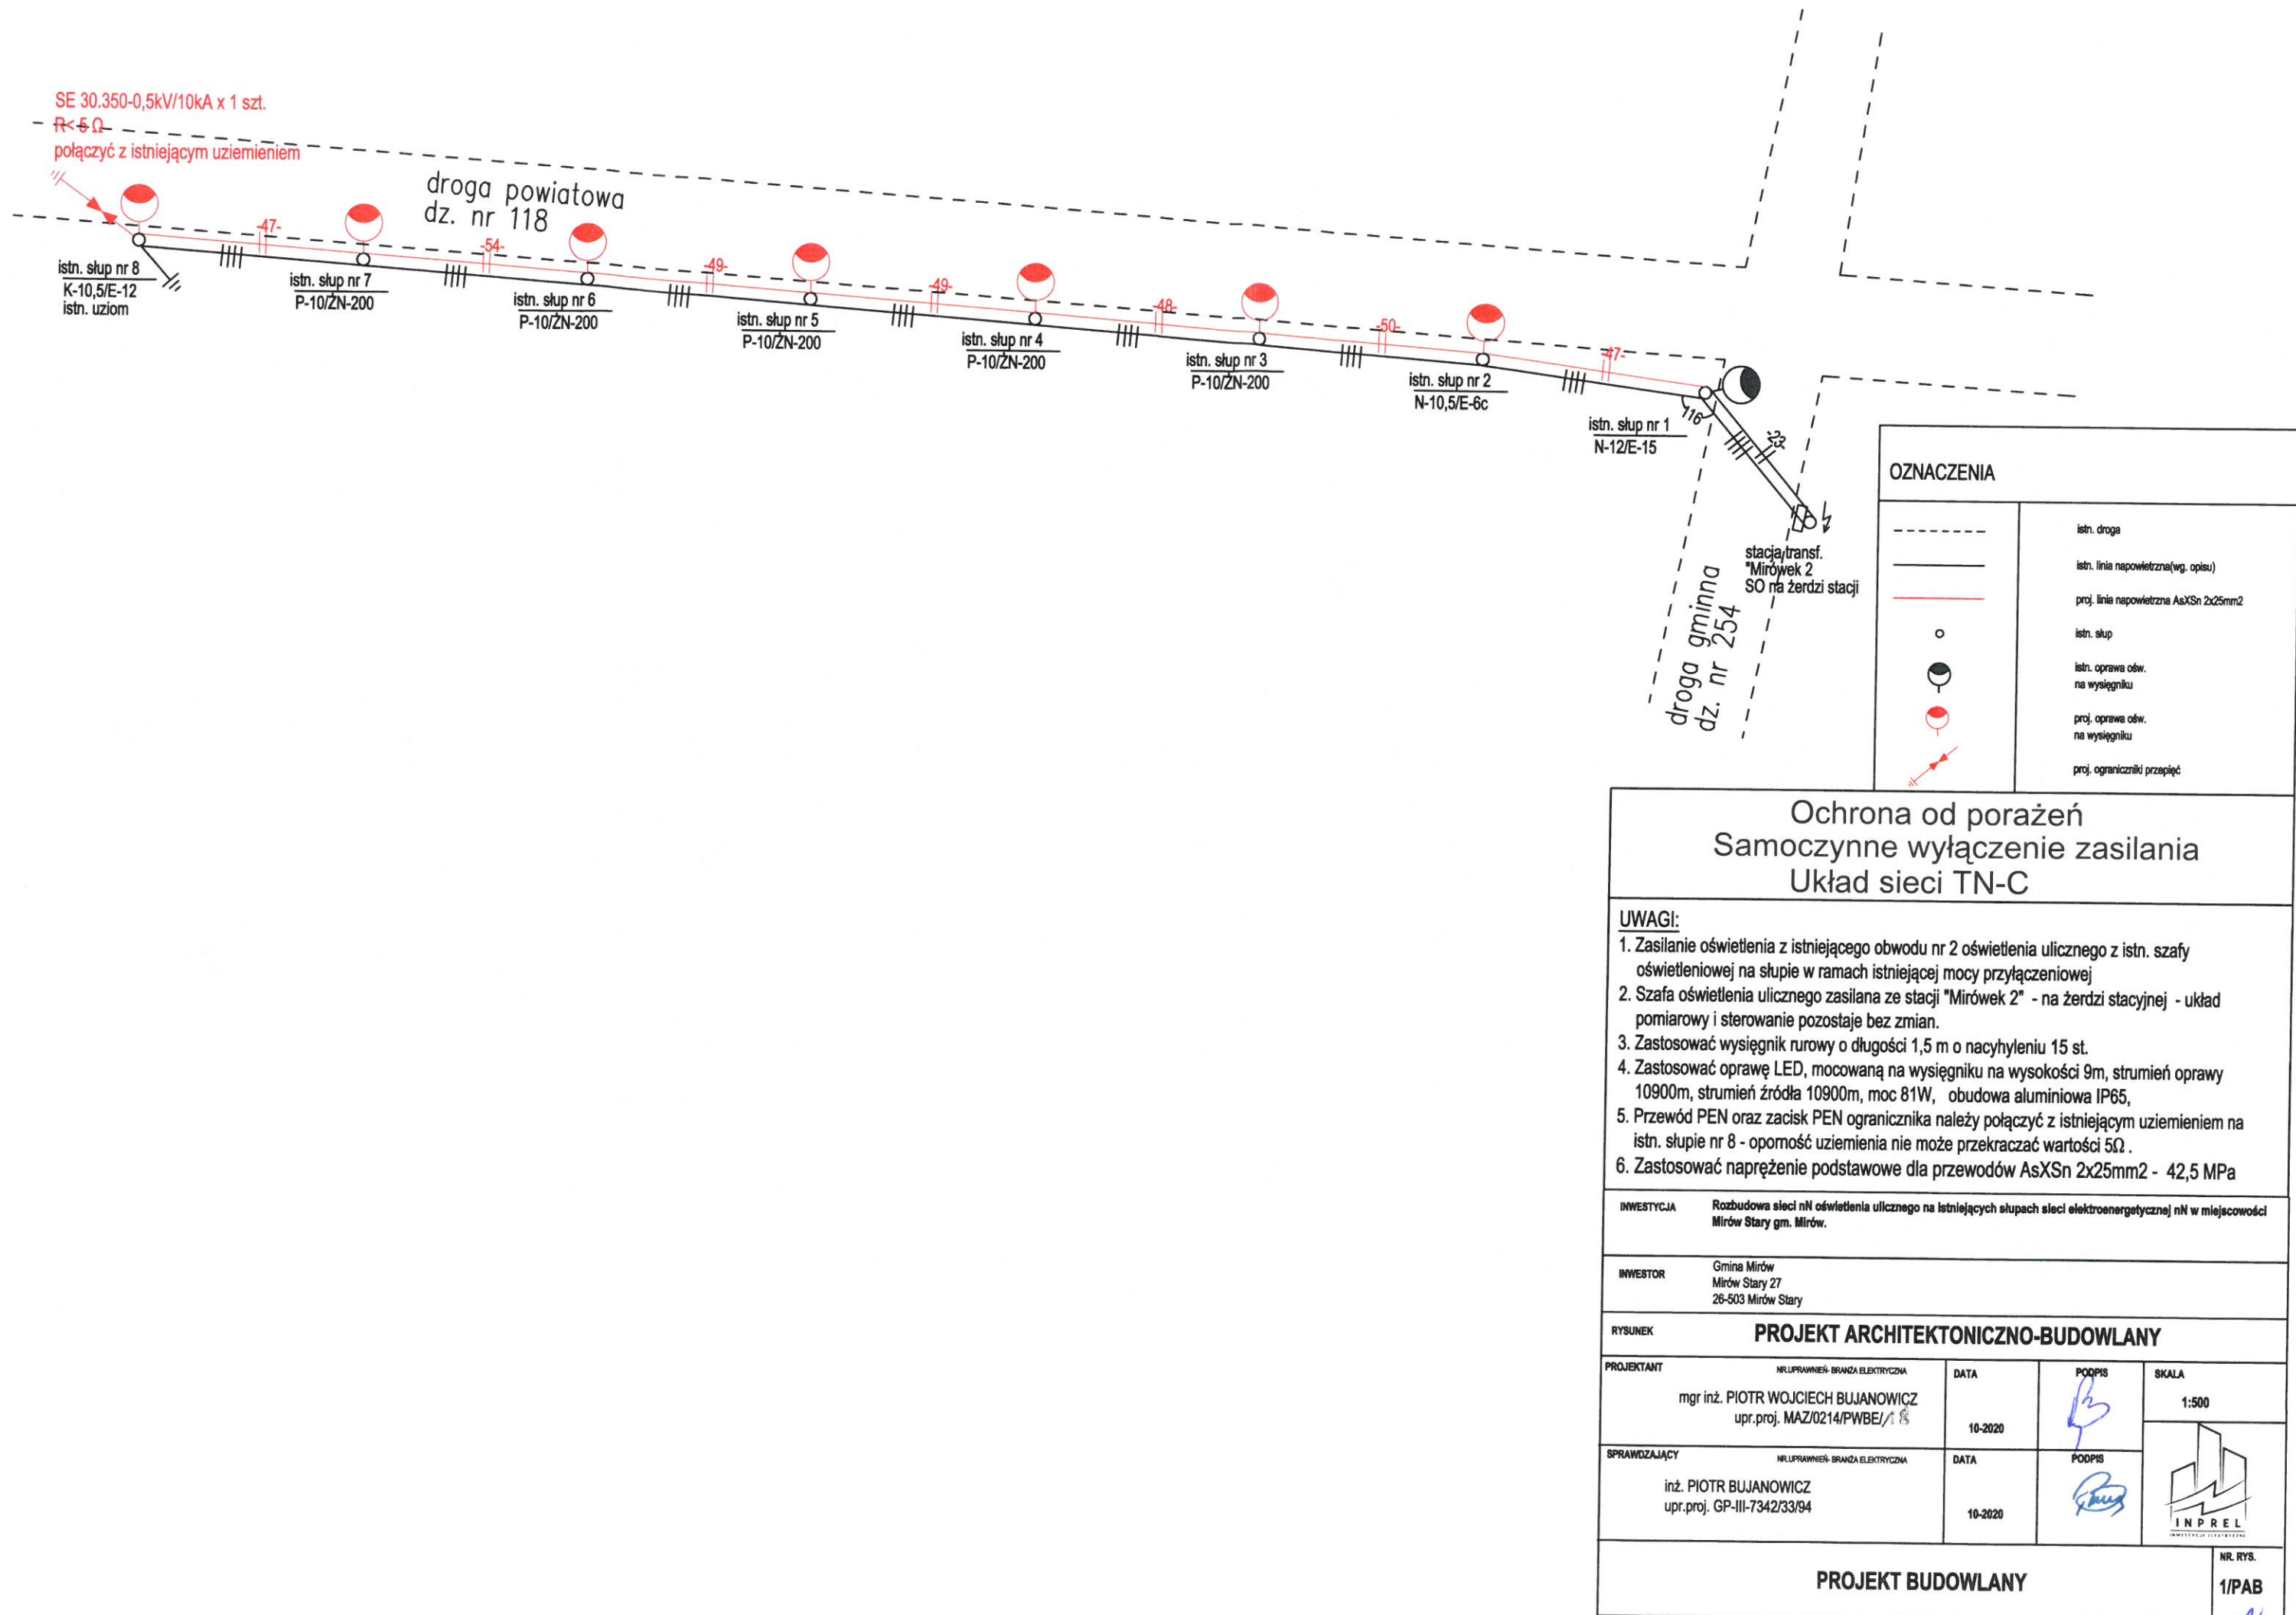 SE 30.350-0,5kV/10kA x 1 szt.
R< 5 Ω
połączyć z istniejącym uziemieniem
droga powiatowa
dz. nr 118
-47-
-54-
-49-
-49-
-48-
-50-
-47-
istn. słup nr 8
K-10,5/E-12
istn. uziom
istn. słup nr 7
P-10/ŻN-200
istn. słup nr 6
P-10/ŻN-200
istn. słup nr 5
P-10/ŻN-200
istn. słup nr 4
P-10/ŻN-200
istn. słup nr 3
P-10/ŻN-200
istn. słup nr 2
N-10,5/E-6c
istn. słup nr 1
N-12/E-15
116
-23-
stacja transf.
"Mirówek 2
SO na żerdzi stacji
droga gminna
dz. nr 254
OZNACZENIA
istn. droga
istn. linia napowietrzna(wg. opisu)
proj. linia napowietrzna AsXSn 2x25mm2
istn. słup
istn. oprawa ośw.
na wysięgniku
proj. oprawa ośw.
na wysięgniku
proj. ograniczniki przepięć
Ochrona od porażeń
Samoczynne wyłączenie zasilania
Układ sieci TN-C
UWAGI:
1. Zasilanie oświetlenia z istniejącego obwodu nr 2 oświetlenia ulicznego z istn. szafy
oświetleniowej na słupie w ramach istniejącej mocy przyłączeniowej
2. Szafa oświetlenia ulicznego zasilana ze stacji "Mirówek 2" - na żerdzi stacyjnej - układ
pomiarowy i sterowanie pozostaje bez zmian.
3. Zastosować wysięgnik rurowy o długości 1,5 m o nacyhyleniu 15 st.
4. Zastosować oprawę LED, mocowaną na wysięgniku na wysokości 9m, strumień oprawy
10900m, strumień źródła 10900m, moc 81W, obudowa aluminiowa IP65,
5. Przewód PEN oraz zacisk PEN ogranicznika należy połączyć z istniejącym uziemieniem na
istn. słupie nr 8 - oporność uziemienia nie może przekraczać wartości 5Ω .
6. Zastosować naprężenie podstawowe dla przewodów AsXSn 2x25mm2 - 42,5 MPa
INWESTYCJA
Rozbudowa sieci nN oświetlenia ulicznego na istniejących słupach sieci elektroenergetycznej nN w miejscowości
Mirów Stary gm. Mirów.
INWESTOR
Gmina Mirów
Mirów Stary 27
26-503 Mirów Stary
RYSUNEK
PROJEKT ARCHITEKTONICZNO-BUDOWLANY
PROJEKTANT
NR.UPRAWNIEŃ- BRANŻA ELEKTRYCZNA
mgr inż. PIOTR WOJCIECH BUJANOWICZ
upr.proj. MAZ/0214/PWBE/
DATA
10-2020
PODPIS
SKALA
1:500
SPRAWDZAJĄCY
NR.UPRAWNIEŃ- BRANŻA ELEKTRYCZNA
inż. PIOTR BUJANOWICZ
upr.proj. GP-III-7342/33/94
DATA
10-2020
PODPIS
INPREL
PROJEKT BUDOWLANY
NR. RYS.
1/PAB